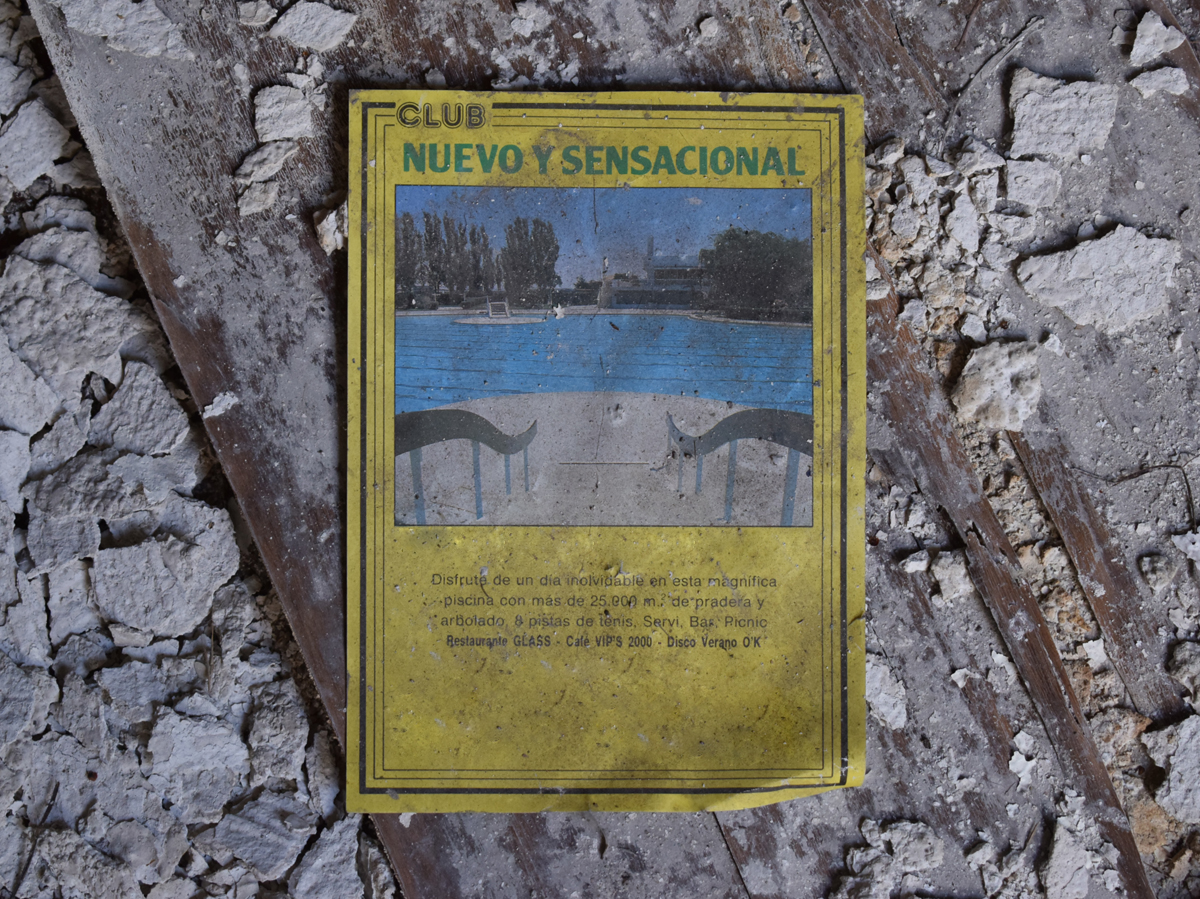 CLUB
NUEVO Y SENSACIONAL
Disfrute de un día inolvidable en esta magnífica
piscina con más de 25.000 m. de pradera y
arbolado, 8 pistas de tenis, Servi, Bar, Picnic
Restaurante GLASS - Café VIP'S 2000 - Disco Verano O'K